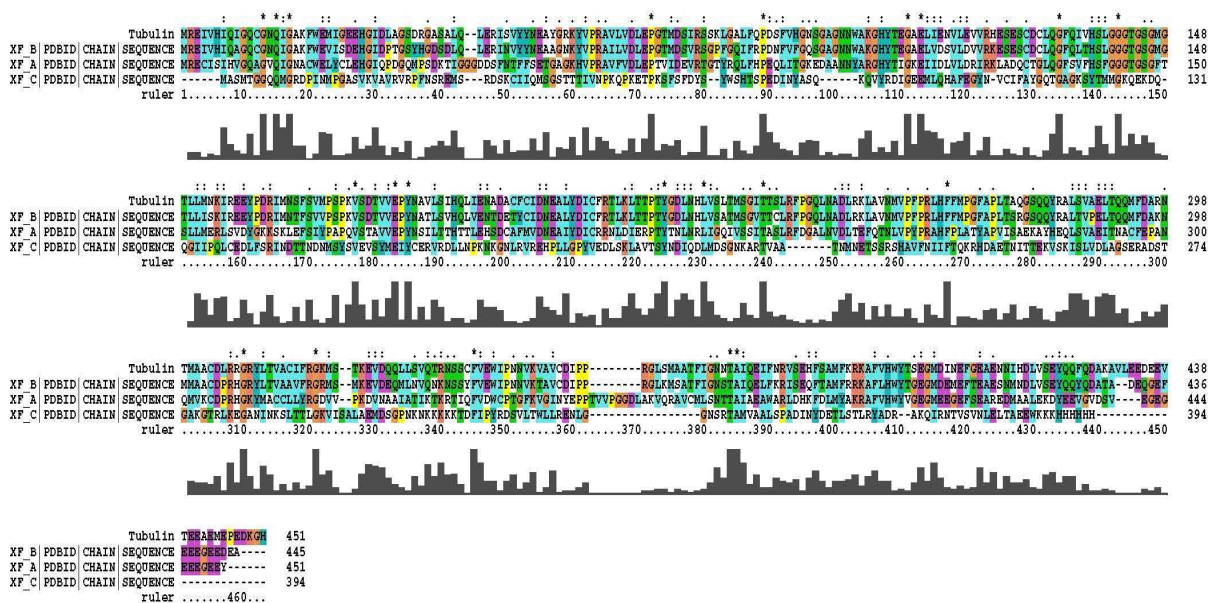 Tubulin MREIVHIQIGQCGNQIGAKFWEMIGEEHGIDLAGSDRGASALQ--LERISVYYNEAYGRKYVPRAVLVDLEPGTMDSIRSSKLGALFQPDNFVHGNSGAGNNWAKGHYTEGAELIENVLEVVRHESESCDCLQGFQIVHSLGGGTGSGMG 148
XF_B|PDBID|CHAIN|SEQUENCE MREIVHIQAGQCGNQIGAKFWEVISDEHGIDPTGSYHGDSDLQ--LERINVYYNEAAGNKYVPRAILVDLEPGTMDSVRSGPFGQIFRPDNFVFGQSGAGNNWAKGHYTEGAELVDSVLDVVRKESESCDCLQGFQLTHSLGGGTGSGMG 148
XF_A|PDBID|CHAIN|SEQUENCE MRECISIHVGQAGVQIGNACWELYCLEHGIQPDGQMPSDKTIGGGDDSFNTFFSETGAGKHVPRAVFVDLEPTVIDEVRTGTYRQLFHPEQLITGKEDAANNYARGHYTIGKEIIDLVLDRIRKLADQCTGLQGFSVFHSFGGGTGSGFT 150
XF_C|PDBID|CHAIN|SEQUENCE ----MASMTGGQQMGRDPINMPGASVKVAVRVRPFNSREMS--RDSKCIIQMSGSTTTIVNPKQPKETPKSFSFDYS--YWSHTSPEDINYASQ---KQVYRDIGEEMLQHAFEGYN-VCIFAYGQTGAGKSYTMMGKQEKDQ- 131
ruler 1.......10........20........30........40........50........60........70........80........90.......100.......110.......120.......130.......140.......150
Tubulin TLLMNKIREEYPDRIMNSFSVMPSPKVSDTVVEPYNAVLSIHQLIENADACFCIDNEALYDICFRTLKLTTPTYGDLNHLVSLTMSGITTSLRFPGQLNADLRKLAVNMVPFPRLHFFMPGFAPLTAQGSQQYRALSVAELTQQMFDARN 298
XF_B|PDBID|CHAIN|SEQUENCE TLLISKIREEYPDRIMNTFSVVPSPKVSDTVVEPYNATLSVHQLVENTDETYCIDNEALYDICFRTLKLTTPTYGDLNHLVSATMSGVTTCLRFPGQLNADLRKLAVNMVPFPRLHFFMPGFAPLTSRGSQQYRALTVPELTQQMFDAKN 298
XF_A|PDBID|CHAIN|SEQUENCE SLLMERLSVDYGKKSKLEFSIYPAPQVSTAVVEPYNSILTTHTTLEHSDCAFMVDNEAIYDICRRNLDIERPTYTNLNRLIGQIVSSITASLRFDGALNVDLTEFQTNLVPYPRAHFPLATYAPVISAEKAYHEQLSVAEITNACFEPAN 300
XF_C|PDBID|CHAIN|SEQUENCE QGIIPQLCEDLFSRINDTTNDNMSYSVEVSYMEIYCERVRDLLNPKNKGNLRVREHPLLGPYVEDLSKLAVTSYNDIQDLMDSGNKARTVAA------TNMNETSSRSHAVFNIIFTQKRHDAETNITTEKVSKISLVDLAGSERADST 274
ruler ........160.......170.......180.......190.......200.......210.......220.......230.......240.......250.......260.......270.......280.......290.......300
Tubulin TMAACDLRRGRYLTVACIFRGKMS--TKEVDQQLLSVQTRNSSCFVEWIPNNVKVAVCDIPP--------RGLSMAATFIGNNTAIQEIFNRVSEHFSAMFKRKAFVHWYTSEGMDINEFGEAENNIHDLVSEYQQFQDAKAVLEEDEEV 438
XF_B|PDBID|CHAIN|SEQUENCE MMAACDPRHGRYLTVAAVFRGRMS--MKEVDEQMLNVQNKNSSYFVEWIPNNVKTAVCDIPP--------RGLKMSATFIGNSTAIQELFKRISEQFTAMFRRKAFLHWYTGEGMDEMEFTEAESNMNDLVSEYQQYQDATA--DEQGEF 436
XF_A|PDBID|CHAIN|SEQUENCE QMVKCDPRHGKYMACCLLYRGDVV--PKDVNAAIATIKTKRTIQFVDWCPTGFKVGINYEPPTVVPGGDLAKVQRAVCMLSNTTAIAEAWARLDHKFDLMYAKRAFVHWYVGEGMEEGEFSEAREDMAALEKDYEEVGVDSV---EGEG 444
XF_C|PDBID|CHAIN|SEQUENCE GAKGTRLKEGANINKSLTTLGKVISALAEMDSGPNKNKKKKKTDFIPYRDSVLTWLLRENLG--------GNSRTAMVAALSPADINYDETLSTLRYADR--AKQIRNTVSVNLELTAEEWKKKHHHHHH---------- 394
ruler ........310.......320.......330.......340.......350.......360.......370.......380.......390.......400.......410.......420.......430.......440.......450
Tubulin TEEAEMEPEDKGH 451
XF_B|PDBID|CHAIN|SEQUENCE EEEGEEDEA---- 445
XF_A|PDBID|CHAIN|SEQUENCE EEEGEEY------ 451
XF_C|PDBID|CHAIN|SEQUENCE ------------- 394
ruler ........460...